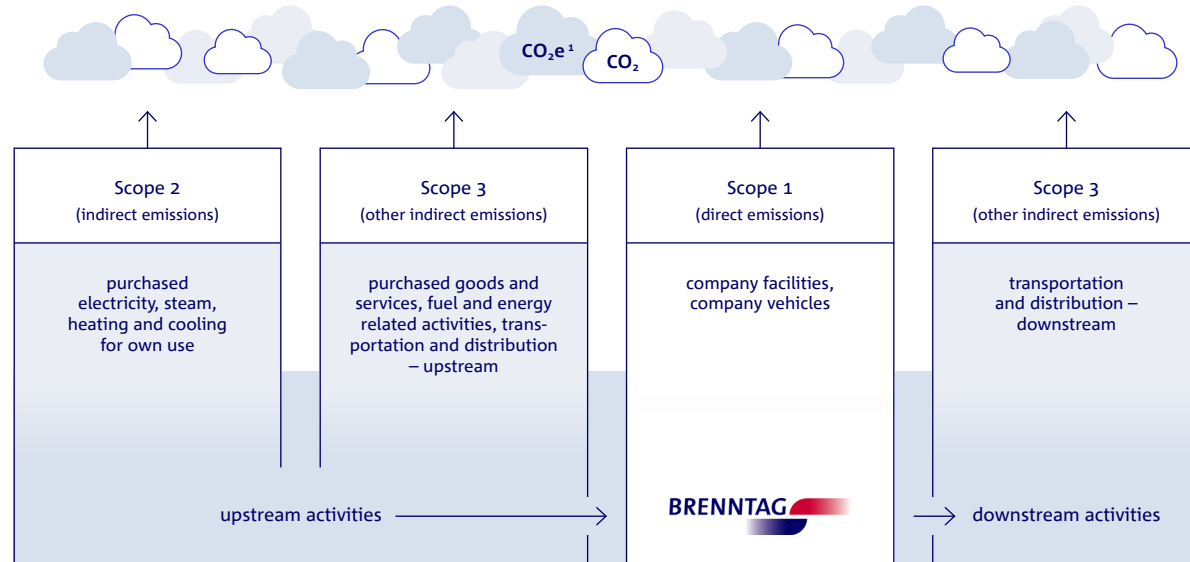 CO₂e ¹
CO₂
Scope 2
(indirect emissions)
purchased
electricity, steam,
heating and cooling
for own use
Scope 3
(other indirect emissions)
purchased goods and
services, fuel and energy
related activities, trans-
portation and distribution
– upstream
Scope 1
(direct emissions)
company facilities,
company vehicles
Scope 3
(other indirect emissions)
transportation
and distribution –
downstream
upstream activities
BRENNTAG
downstream activities